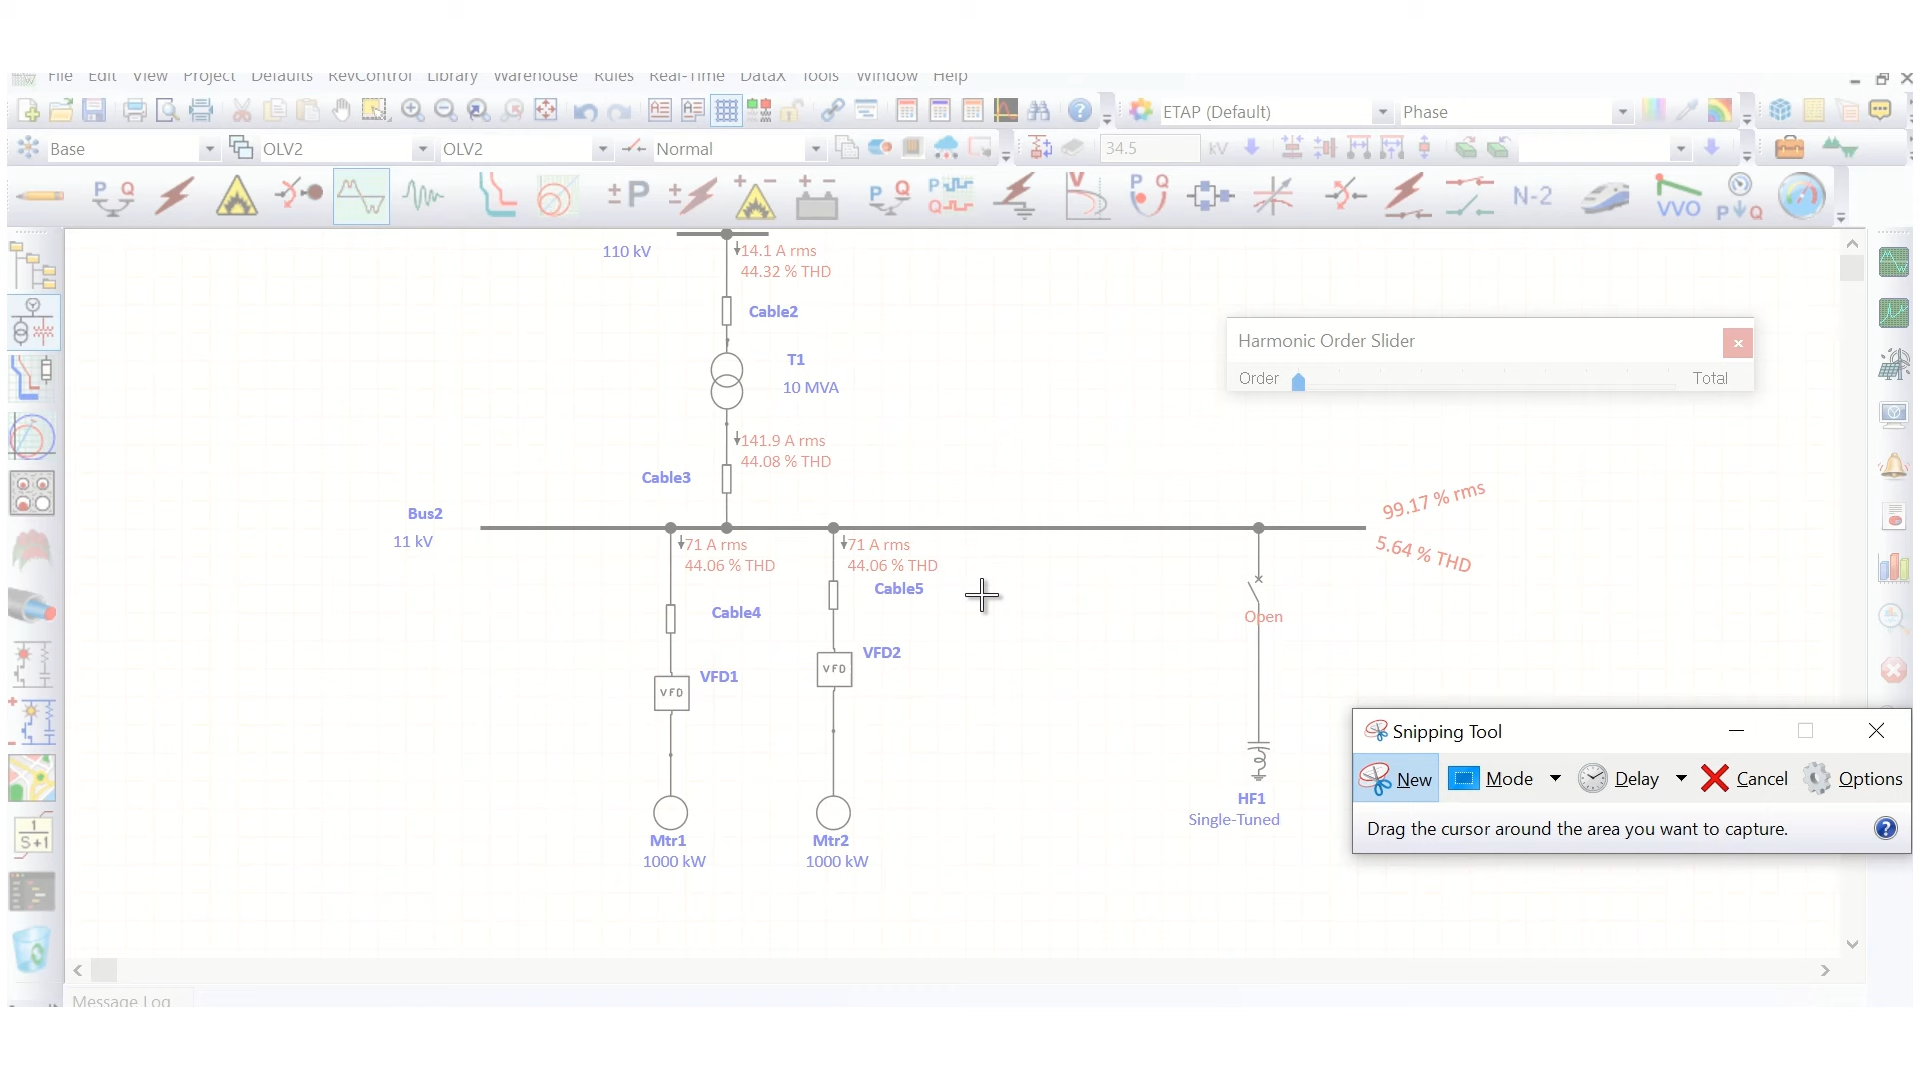 File Edit View Project Defaults RevControl Library Warehouse Rules Real-Time DataX Tools Window Help
ETAP (Default) Phase
Base OLV2 OLV2 Normal 34.5 kV
P Q ±P P Q P Q V P Q N-2 VVO P Q
110 kV
14.1 A rms
44.32 % THD
Cable2
T1
10 MVA
Harmonic Order Slider
Order Total
141.9 A rms
44.08 % THD
Cable3
Bus2
11 kV
99.17 % rms
5.64 % THD
71 A rms
44.06 % THD
71 A rms
44.06 % THD
Cable5
Cable4
Open
VFD2
VFD
VFD1
VFD
HF1
Single-Tuned
Mtr1
1000 kW
Mtr2
1000 kW
1
S+1
Snipping Tool
New Mode Delay Cancel Options
Drag the cursor around the area you want to capture.
Message Log